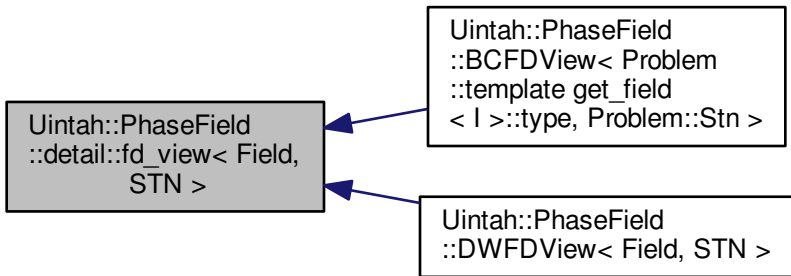 Uintah::PhaseField
::detail::fd_view< Field,
STN >
Uintah::PhaseField
::BCFDView< Problem
::template get_field
< I >::type, Problem::Stn >
Uintah::PhaseField
::DWFDView< Field, STN >